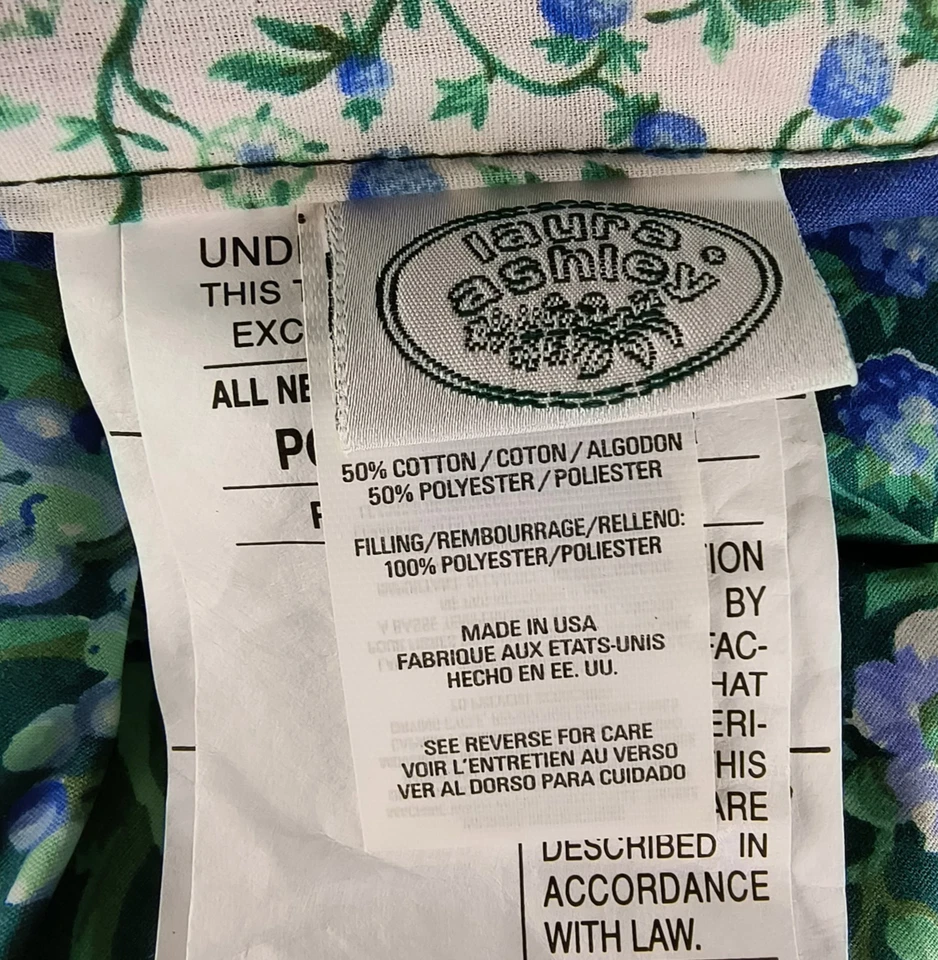 laura
ashley®
UND
THIS
EXC
ALL NE
50% COTTON / COTON / ALGODON
50% POLYESTER / POLIESTER
FILLING/REMBOURRAGE/RELLENO:
100% POLYESTER/POLIESTER
MADE IN USA
FABRIQUE AUX ETATS-UNIS
HECHO EN EE. UU.
SEE REVERSE FOR CARE
VOIR L'ENTRETIEN AU VERSO
VER AL DORSO PARA CUIDADO
ION
BY
FAC-
HAT
ERI-
HIS
ARE
DESCRIBED IN
ACCORDANCE
WITH LAW.